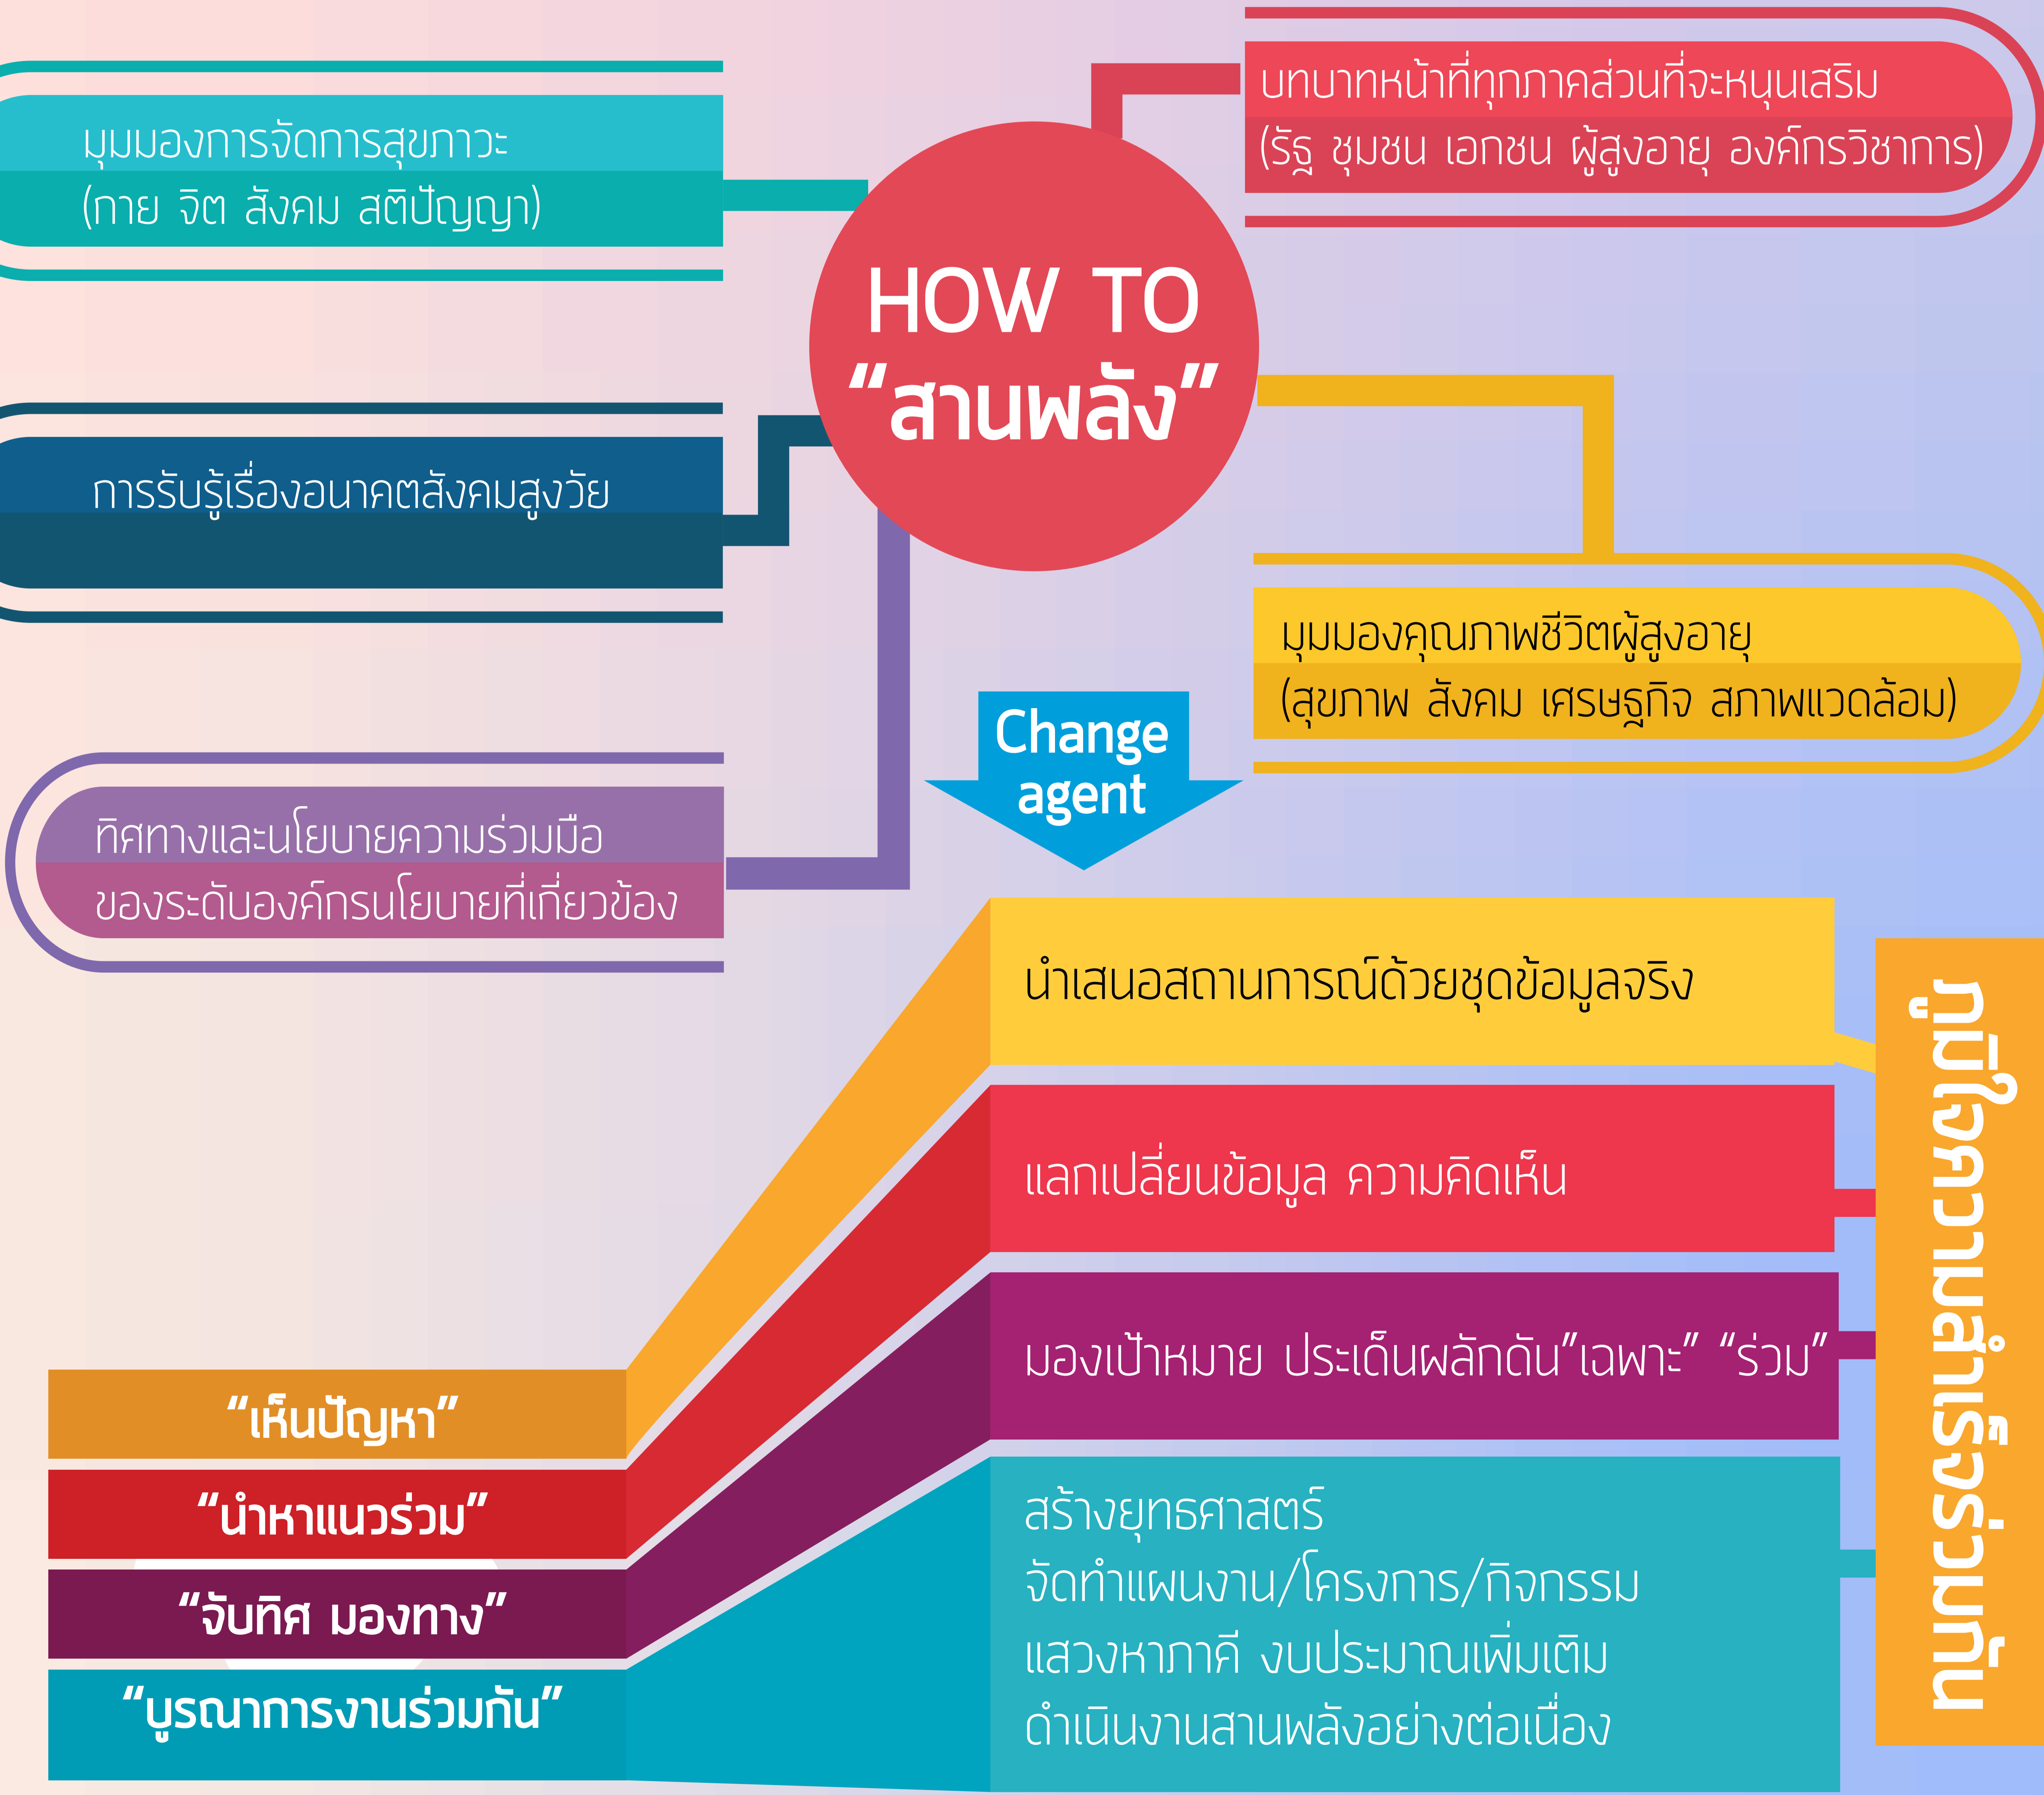 มุมมองการจัดการสุขภาวะ
(กาย จิต สังคม สติปัญญา)
บทบาทหน้าที่ทุกภาคส่วนที่จะหนุนเสริม
(รัฐ ชุมชน เอกชน ผู้สูงอายุ องค์กรวิชาการ)
HOW TO
“สานพลัง”
การรับรู้เรื่องอนาคตสังคมสูงวัย
มุมมองคุณภาพชีวิตผู้สูงอายุ
(สุขภาพ สังคม เศรษฐกิจ สภาพแวดล้อม)
ทิศทางและนโยบายความร่วมมือ
ของระดับองค์กรนโยบายที่เกี่ยวข้อง
Change
agent
นำเสนอสถานการณ์ด้วยชุดข้อมูลจริง
แลกเปลี่ยนข้อมูล ความคิดเห็น
มองเป้าหมาย ประเด็นผลักดัน”เฉพาะ” “ร่วม”
สร้างยุทธศาสตร์
จัดทำแผนงาน/โครงการ/กิจกรรม
แสวงหาภาคี งบประมาณเพิ่มเติม
ดำเนินงานสานพลังอย่างต่อเนื่อง
“เห็นปัญหา”
“นำหาแนวร่วม”
“จับทิศ มองทาง”
“บูรณาการงานร่วมกัน”
ภูมิใจความสำเร็จร่วมกัน